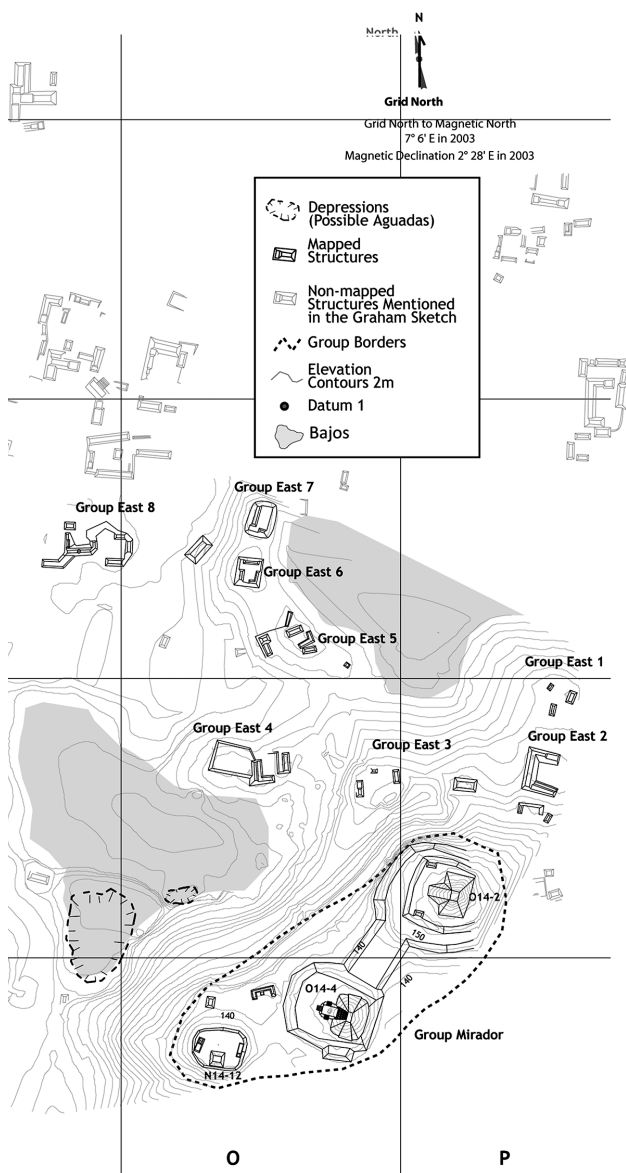 N
North
Grid North
Grid North to Magnetic North
7° 6' E in 2003
Magnetic Declination 2° 28' E in 2003
Depressions
(Possible Aguadas)
Mapped
Structures
Non-mapped
Structures Mentioned
in the Graham Sketch
Group Borders
Elevation
Contours 2m
Datum 1
Bajos
Group East 7
Group East 8
Group East 6
Group East 5
Group East 1
Group East 4
Group East 2
Group East 3
O14-2
150
140
140
O14-4
140
Group Mirador
N14-12
O
P